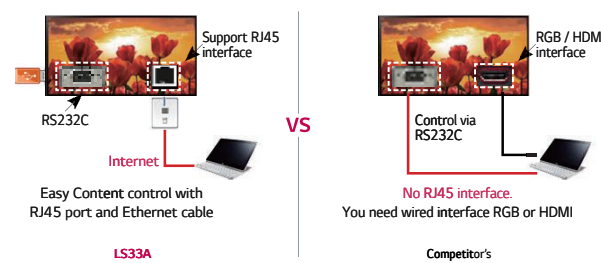 Support RJ45
interface
RS232C
Internet
Easy Content control with
RJ45 port and Ethernet cable
LS33A
VS
RGB / HDM
interface
Control via
RS232C
No RJ45 interface.
You need wired interface RGB or HDMI
Competitor's